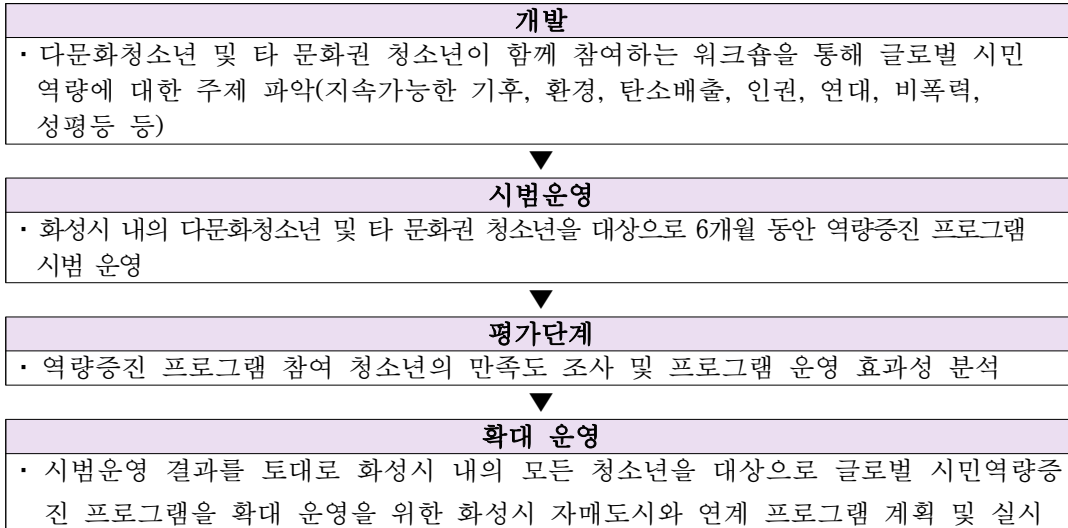 개발
· 다문화청소년 및 타 문화권 청소년이 함께 참여하는 워크숍을 통해 글로벌 시민
역량에 대한 주제 파악(지속가능한 기후, 환경, 탄소배출, 인권, 연대, 비폭력,
성평등 등)
▼
시범운영
· 화성시 내의 다문화청소년 및 타 문화권 청소년을 대상으로 6개월 동안 역량증진 프로그램
시범 운영
▼
평가단계
· 역량증진 프로그램 참여 청소년의 만족도 조사 및 프로그램 운영 효과성 분석
▼
확대 운영
· 시범운영 결과를 토대로 화성시 내의 모든 청소년을 대상으로 글로벌 시민역량증
진 프로그램을 확대 운영을 위한 화성시 자매도시와 연계 프로그램 계획 및 실시